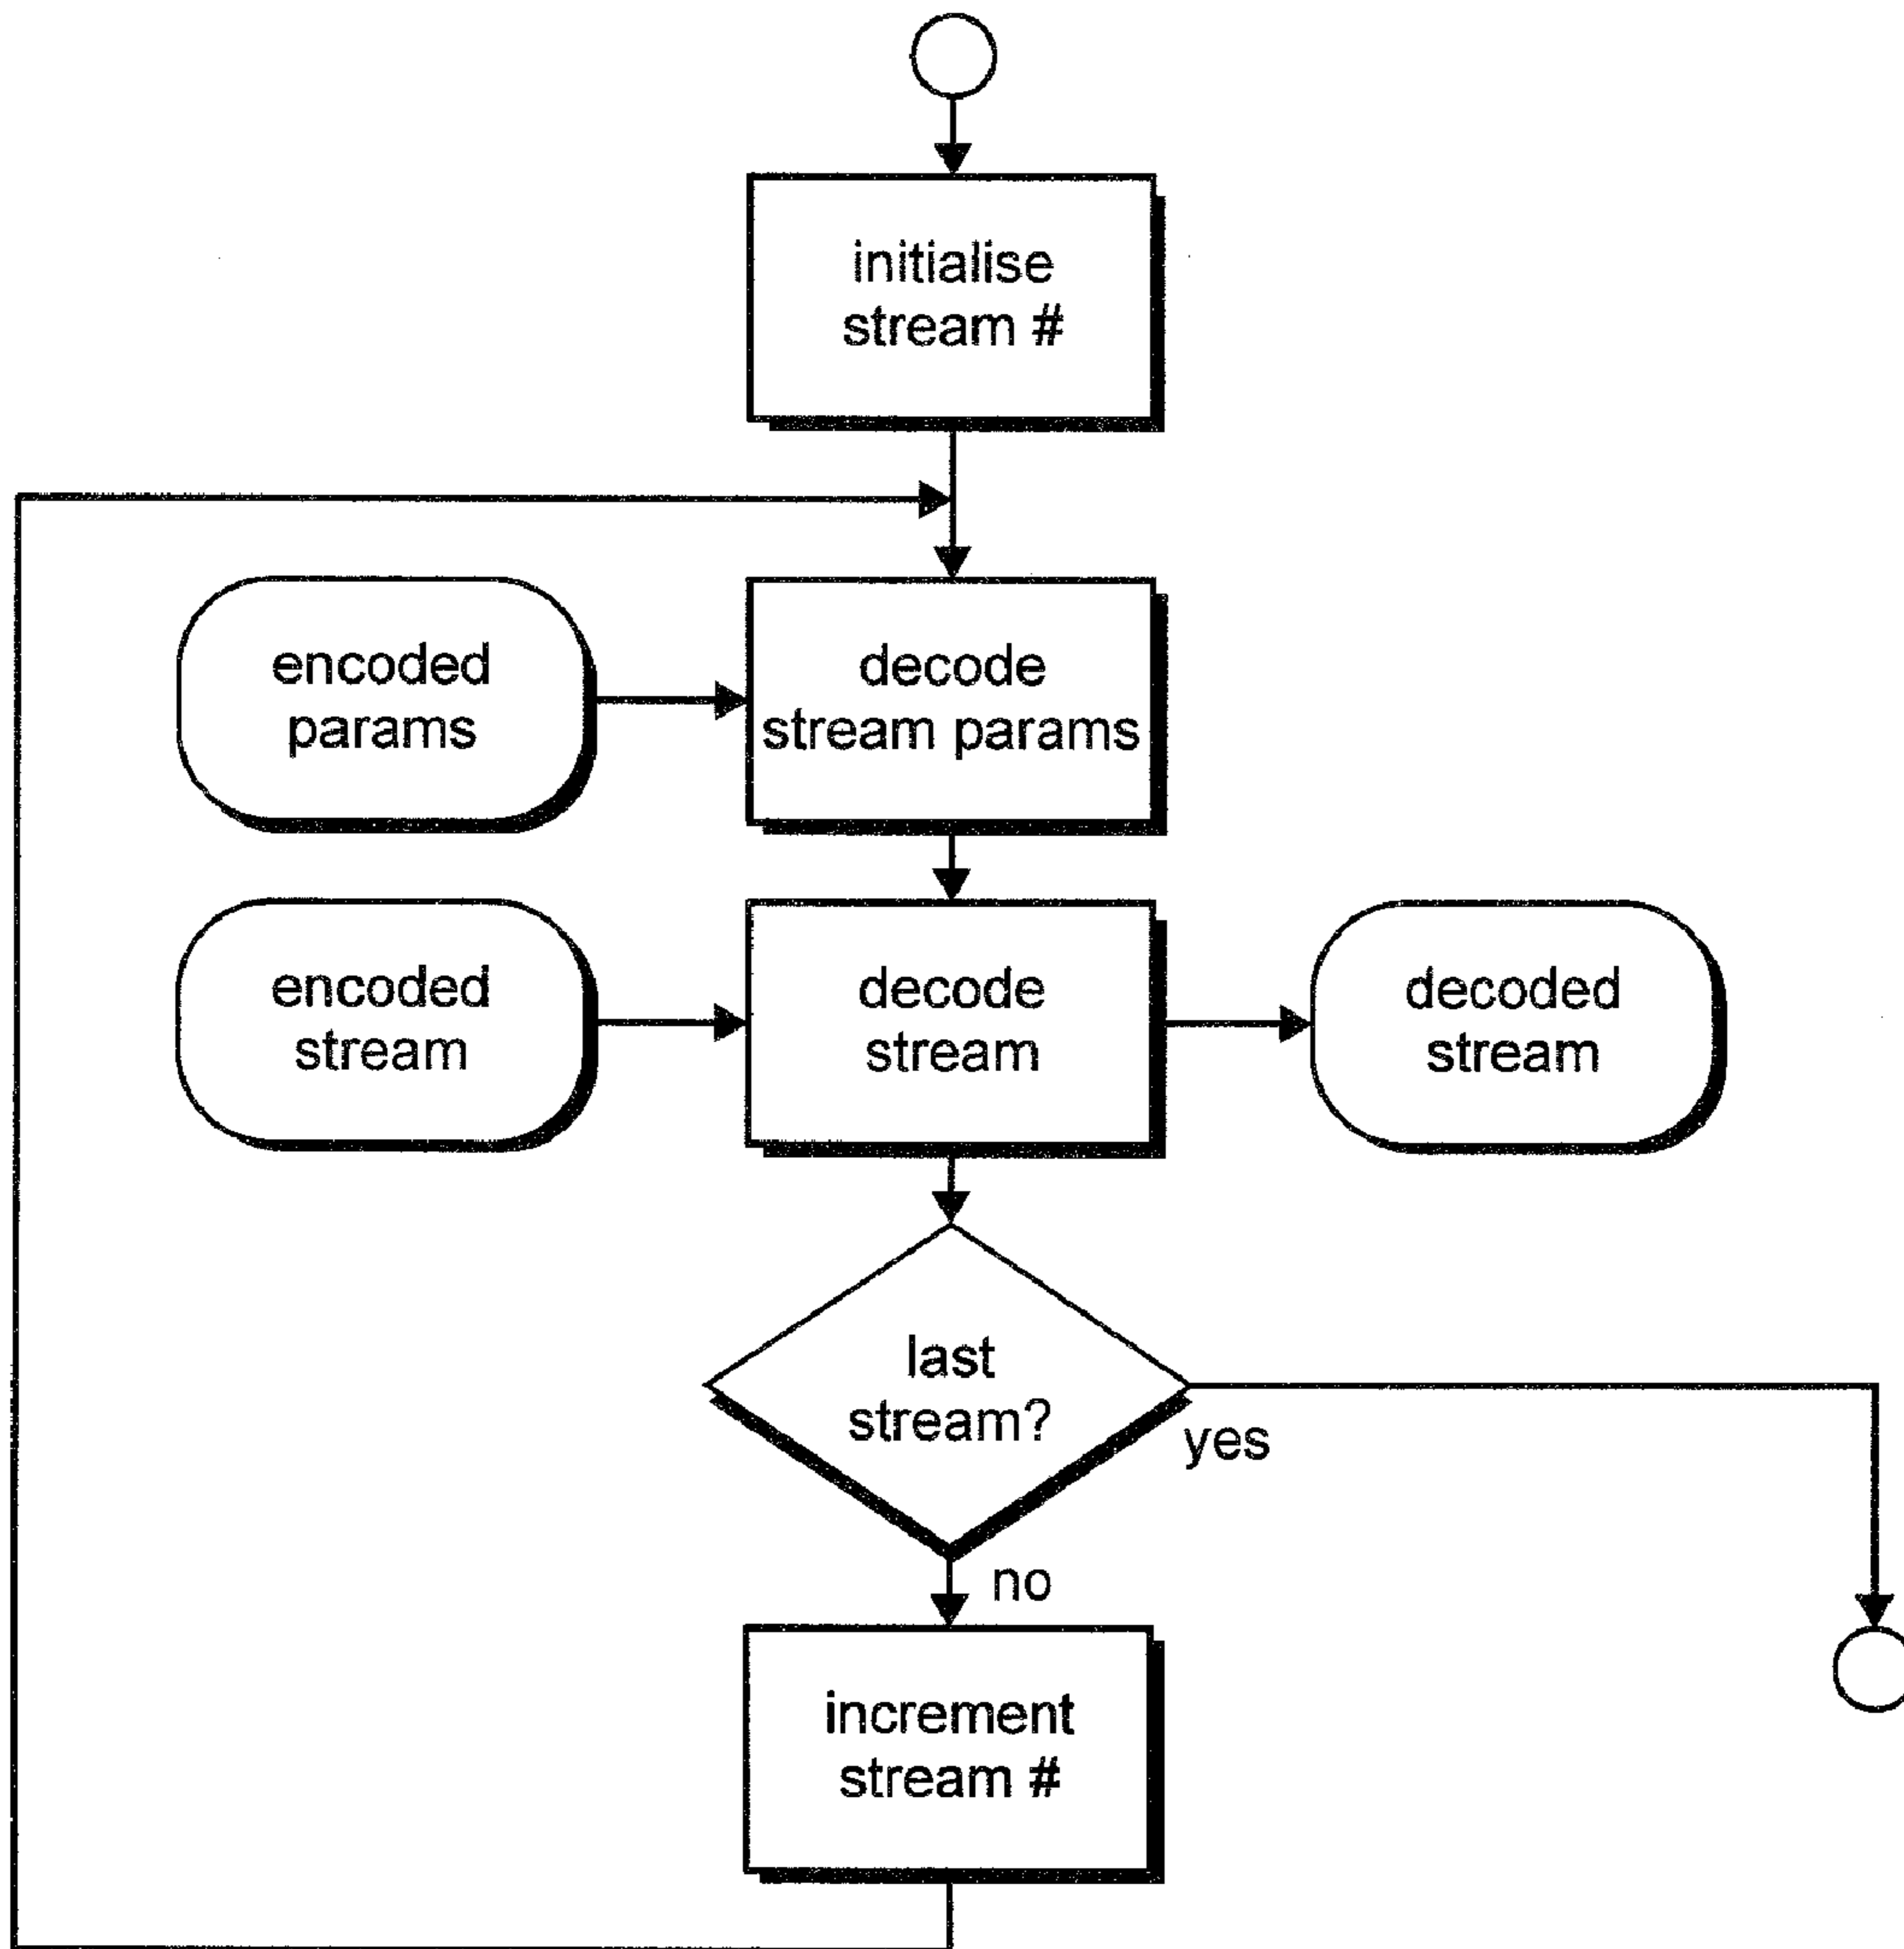 initialise
stream #
encoded
params
decode
stream params
encoded
stream
decode
stream
decoded
stream
last
stream?
yes
no
increment
stream #